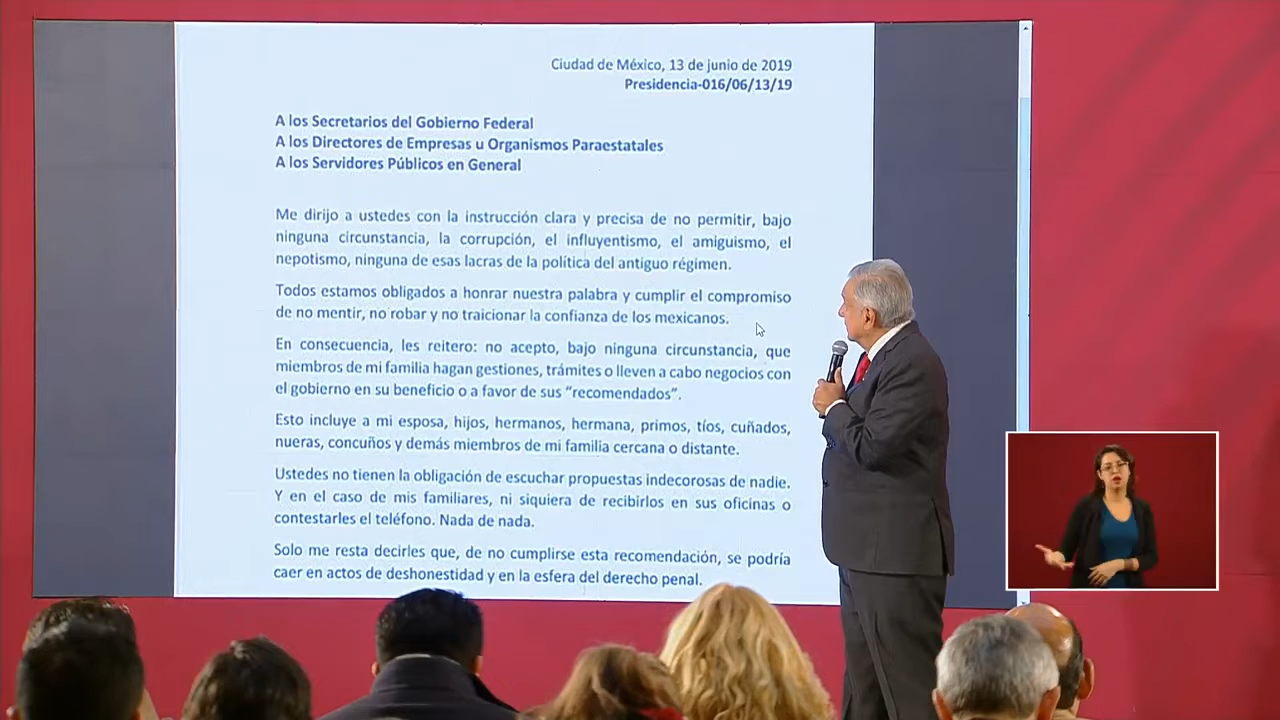 Ciudad de México, 13 de junio de 2019
Presidencia-016/06/13/19
A los Secretarios del Gobierno Federal
A los Directores de Empresas u Organismos Paraestatales
A los Servidores Públicos en General
Me dirijo a ustedes con la instrucción clara y precisa de no permitir, bajo
ninguna circunstancia, la corrupción, el influyentismo, el amiguismo, el
nepotismo, ninguna de esas lacras de la política del antiguo régimen.
Todos estamos obligados a honrar nuestra palabra y cumplir el compromiso
de no mentir, no robar y no traicionar la confianza de los mexicanos.
En consecuencia, les reitero: no acepto, bajo ninguna circunstancia, que
miembros de mi familia hagan gestiones, trámites o lleven a cabo negocios con
el gobierno en su beneficio o a favor de sus “recomendados”.
Esto incluye a mi esposa, hijos, hermanos, hermana, primos, tíos, cuñados,
nueras, concuños y demás miembros de mi familia cercana o distante.
Ustedes no tienen la obligación de escuchar propuestas indecorosas de nadie.
Y en el caso de mis familiares, ni siquiera de recibirlos en sus oficinas o
contestarles el teléfono. Nada de nada.
Solo me resta decirles que, de no cumplirse esta recomendación, se podría
caer en actos de deshonestidad y en la esfera del derecho penal.